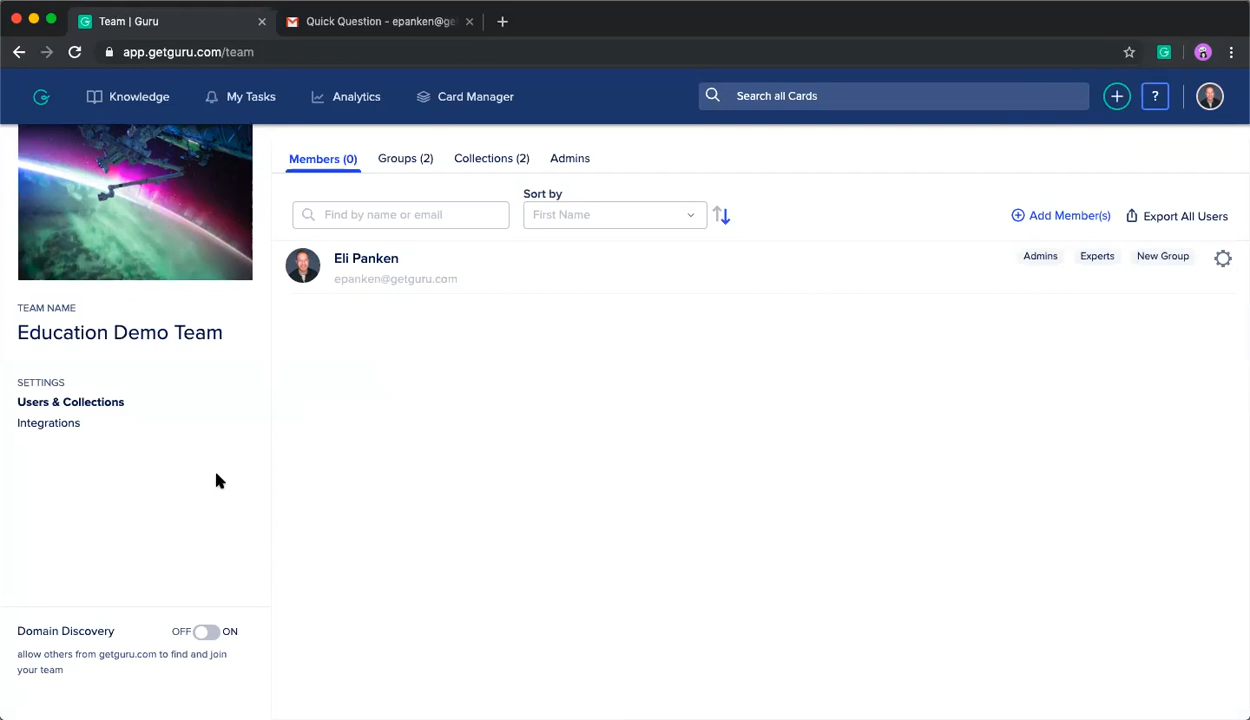 Team | Guru
Quick Question - epanken@ge
app.getguru.com/team
Knowledge
My Tasks
Analytics
Card Manager
Search all Cards
?
Members (0)
Groups (2)
Collections (2)
Admins
Sort by
Find by name or email
First Name
Add Member(s)
Export All Users
Eli Panken
epanken@getguru.com
Admins
Experts
New Group
TEAM NAME
Education Demo Team
SETTINGS
Users & Collections
Integrations
Domain Discovery
OFF
ON
allow others from getguru.com to find and join
your team